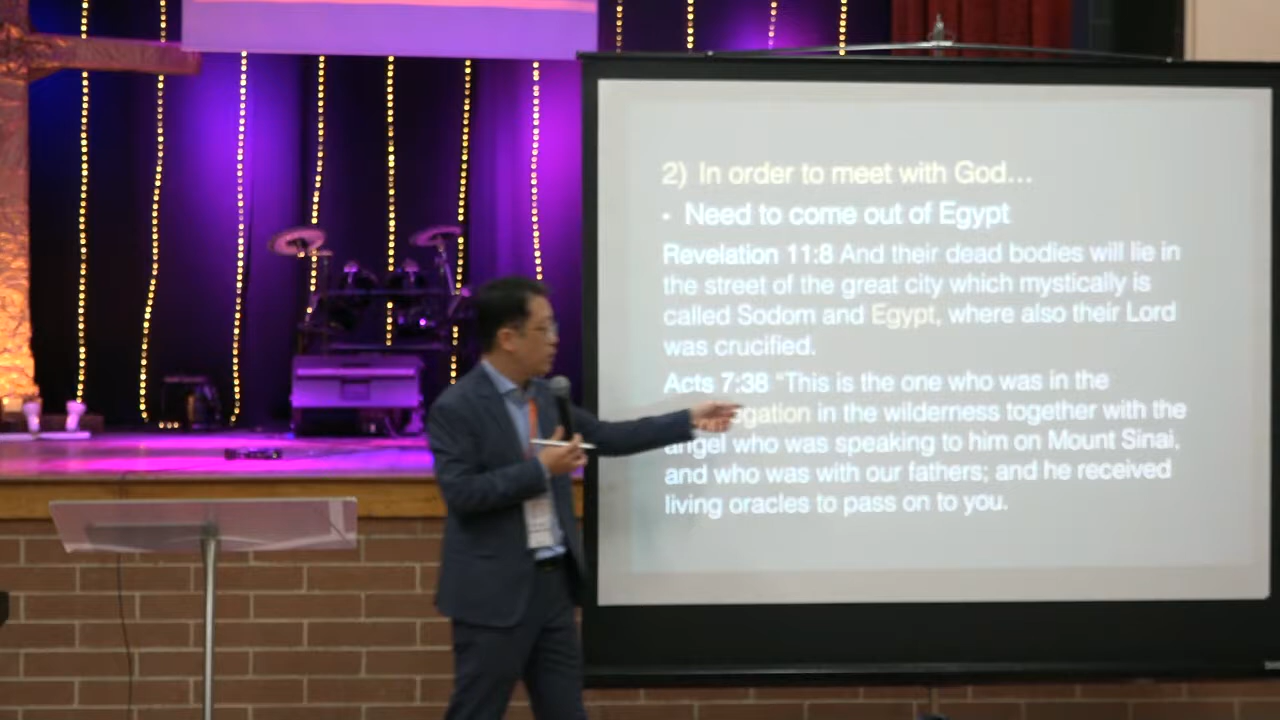 2) In order to meet with God…
• Need to come out of Egypt
Revelation 11:8 And their dead bodies will lie in
the street of the great city which mystically is
called Sodom and Egypt, where also their Lord
was crucified.
Acts 7:38 “This is the one who was in the
in the wilderness together with the
angel who was speaking to him on Mount Sinai,
and who was with our fathers; and he received
living oracles to pass on to you.